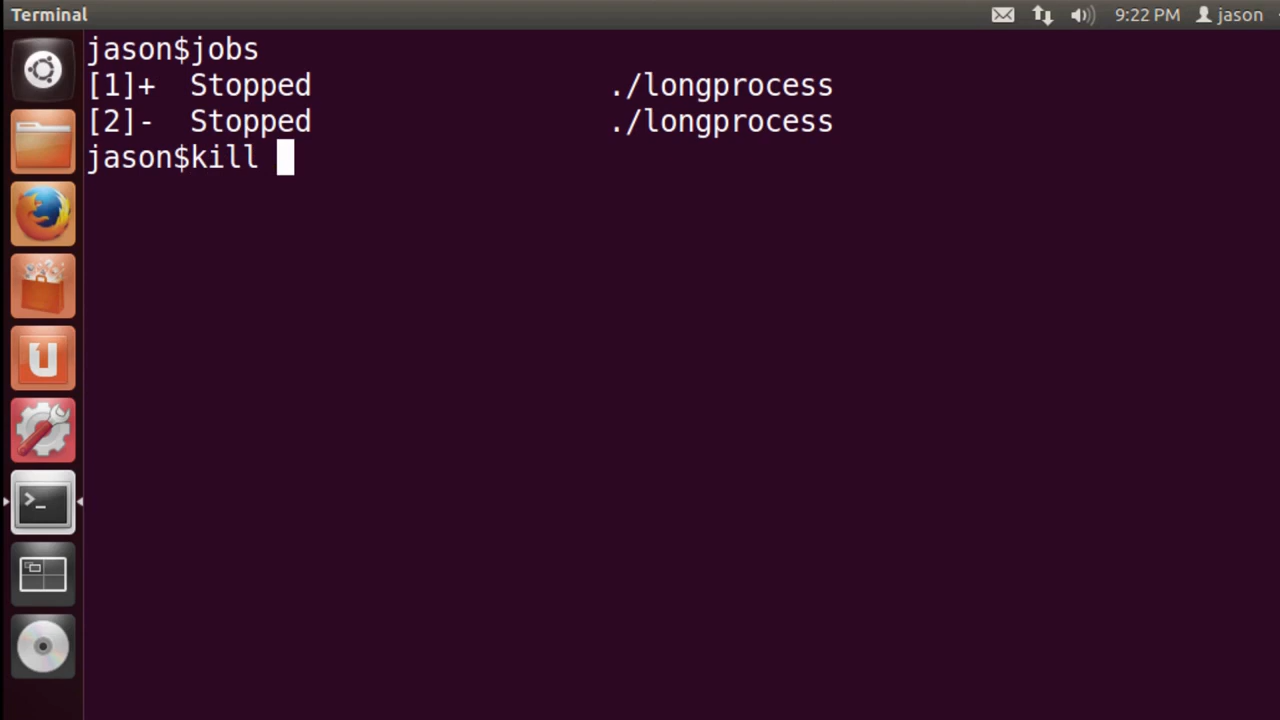 Terminal 9:22 PM jason
jason$jobs
[1]+  Stopped                 ./longprocess
[2]-  Stopped                 ./longprocess
jason$kill